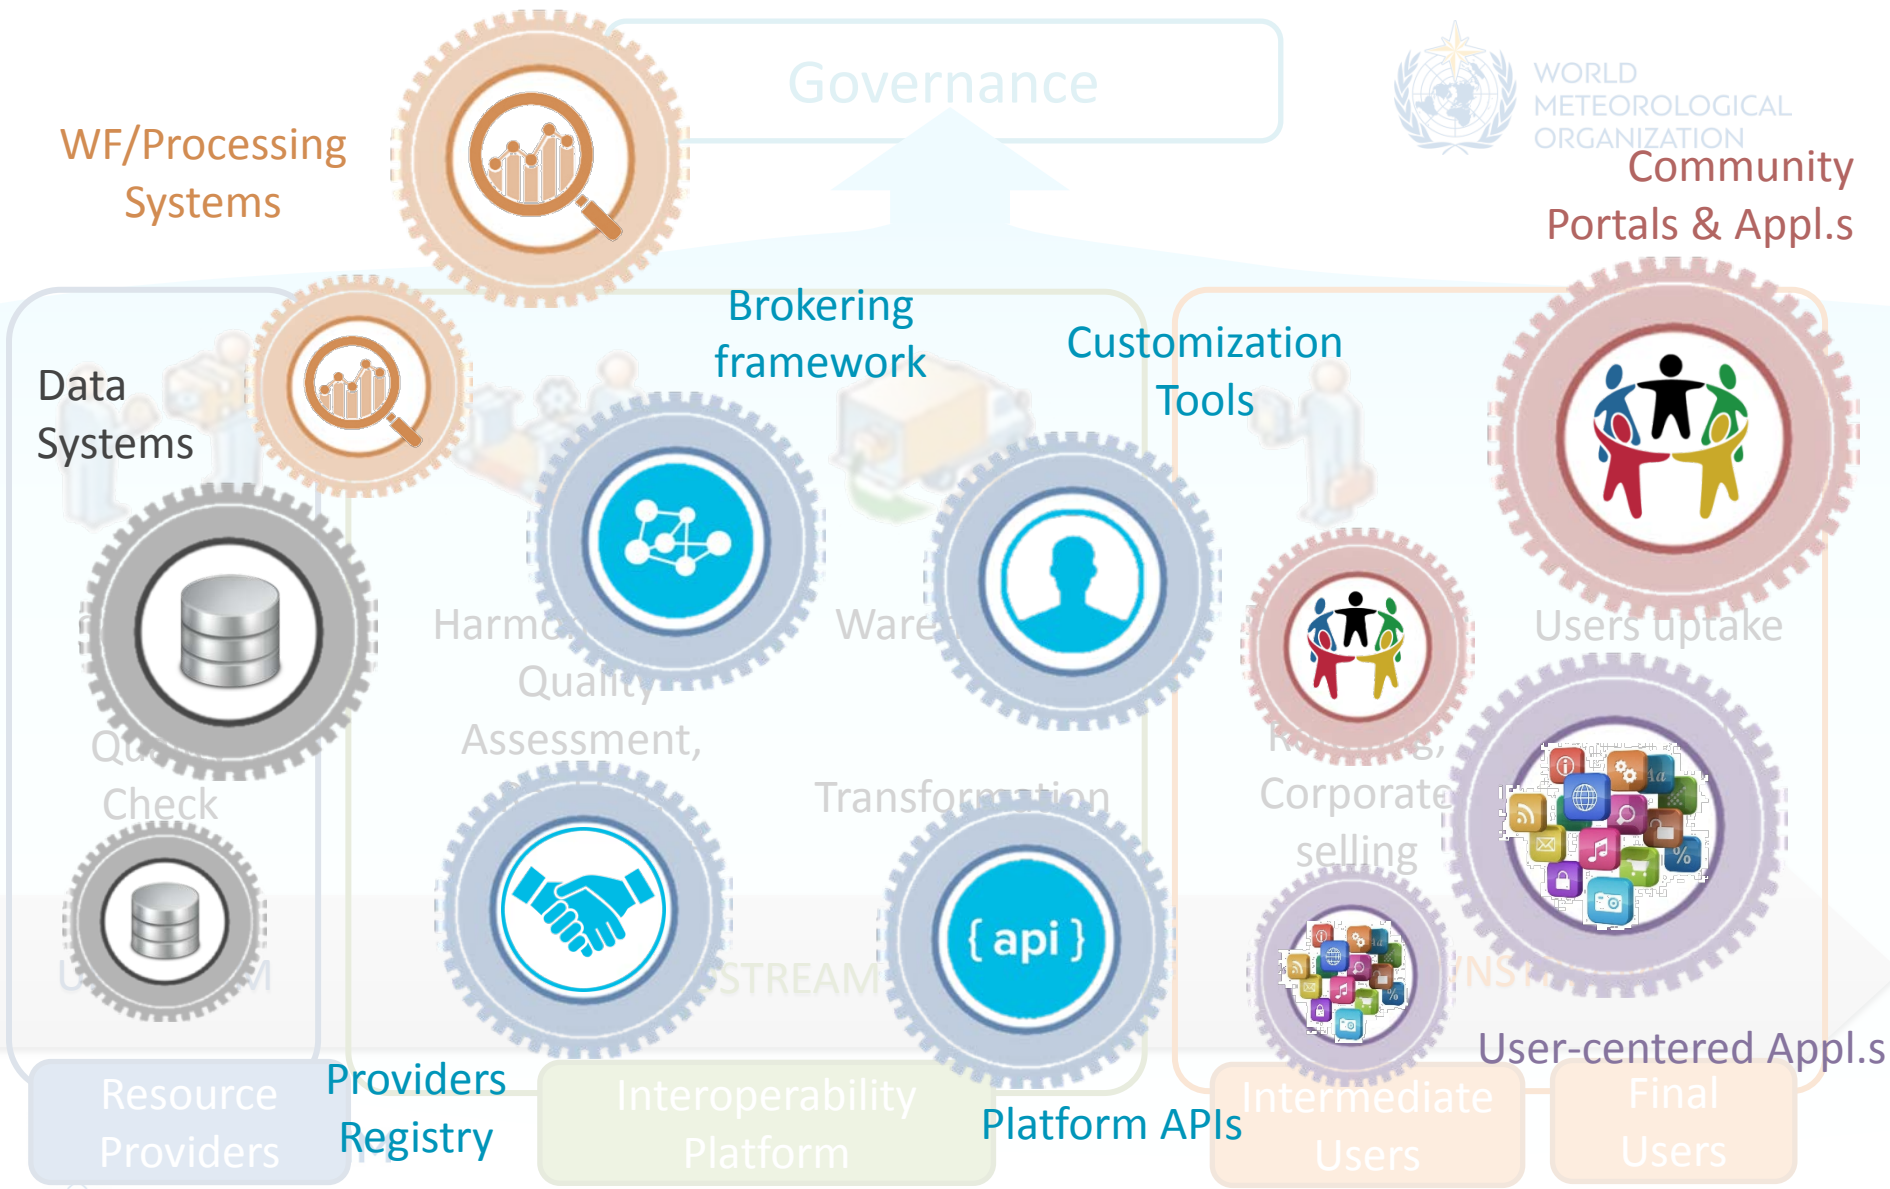 Governance
WORLD
METEOROLOGICAL
ORGANIZATION
WF/Processing
Systems
Community
Portals & Appl.s
Brokering
framework
Customization
Tools
Data
Systems
Users uptake
Quality
Assessment,
Check
Transformation
Corporate
selling
{ api }
STREAM
User-centered Appl.s
Providers
Registry
Platform APIs
Resource
Providers
Interoperability
Platform
Intermediate
Users
Final
Users